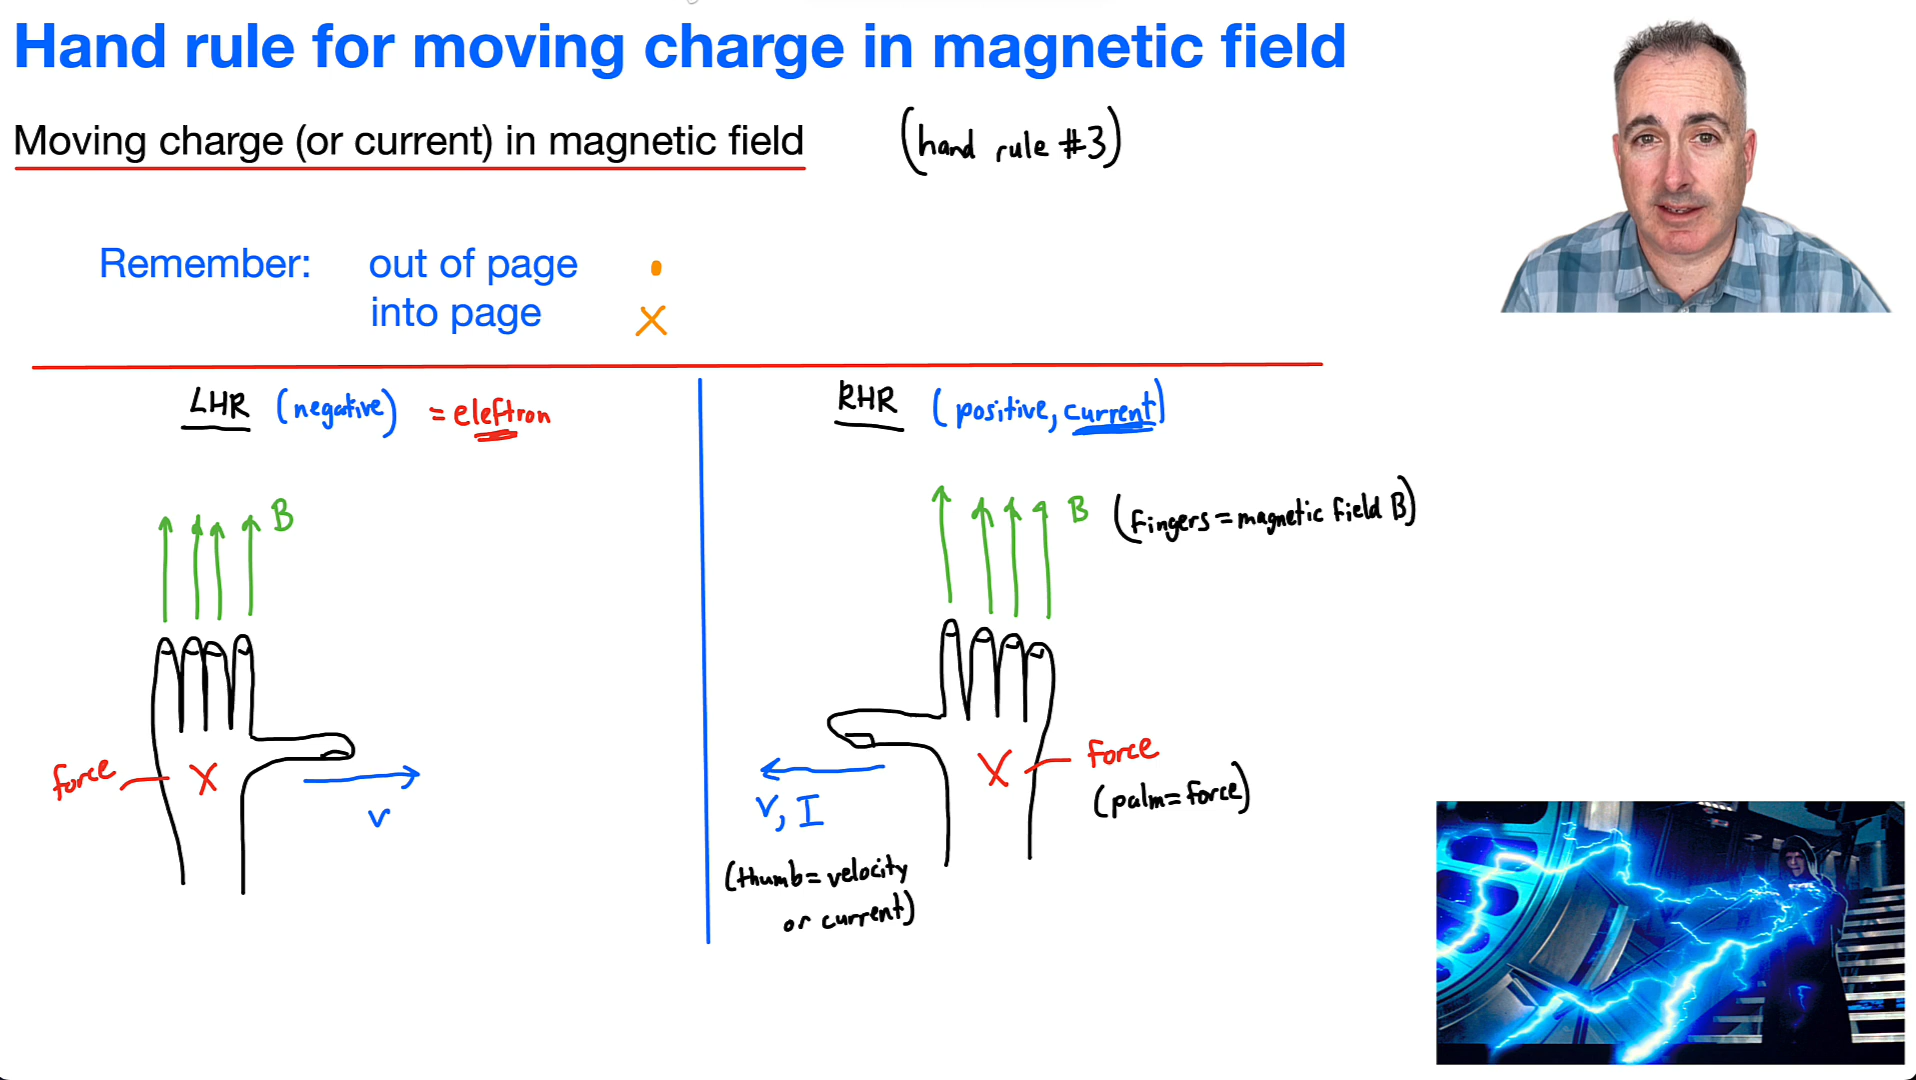 Hand rule for moving charge in magnetic field
Moving charge (or current) in magnetic field
(hand rule #3)
Remember: out of page •
into page X
LHR (negative) = eleftron
RHR (positive, current)
B
B (fingers = magnetic field B)
force X
v
X force
(palm = force)
v, I
(thumb = velocity
or current)